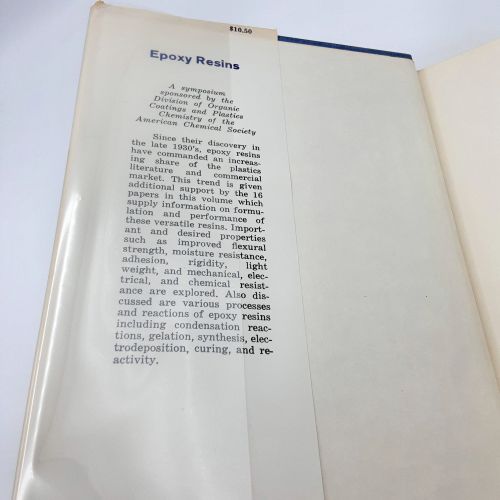 $10.50
Epoxy Resins
A symposium
sponsored by the
Division of Organic
Coatings and Plastics
Chemistry of the
American Chemical Society
Since their discovery in
the late 1930's, epoxy resins
have commanded an increas-
ing share of the plastics
literature and commercial
market. This trend is given
additional support by the 16
papers in this volume which
supply information on formu-
lation and performance of
these versatile resins. Import-
ant and desired properties
such as improved flexural
strength, moisture resistance,
adhesion, rigidity, light
weight, and mechanical, elec-
trical, and chemical resist-
ance are explored. Also dis-
cussed are various processes
and reactions of epoxy resins
including condensation reac-
tions, gelation, synthesis, elec-
trodeposition, curing, and re-
activity.